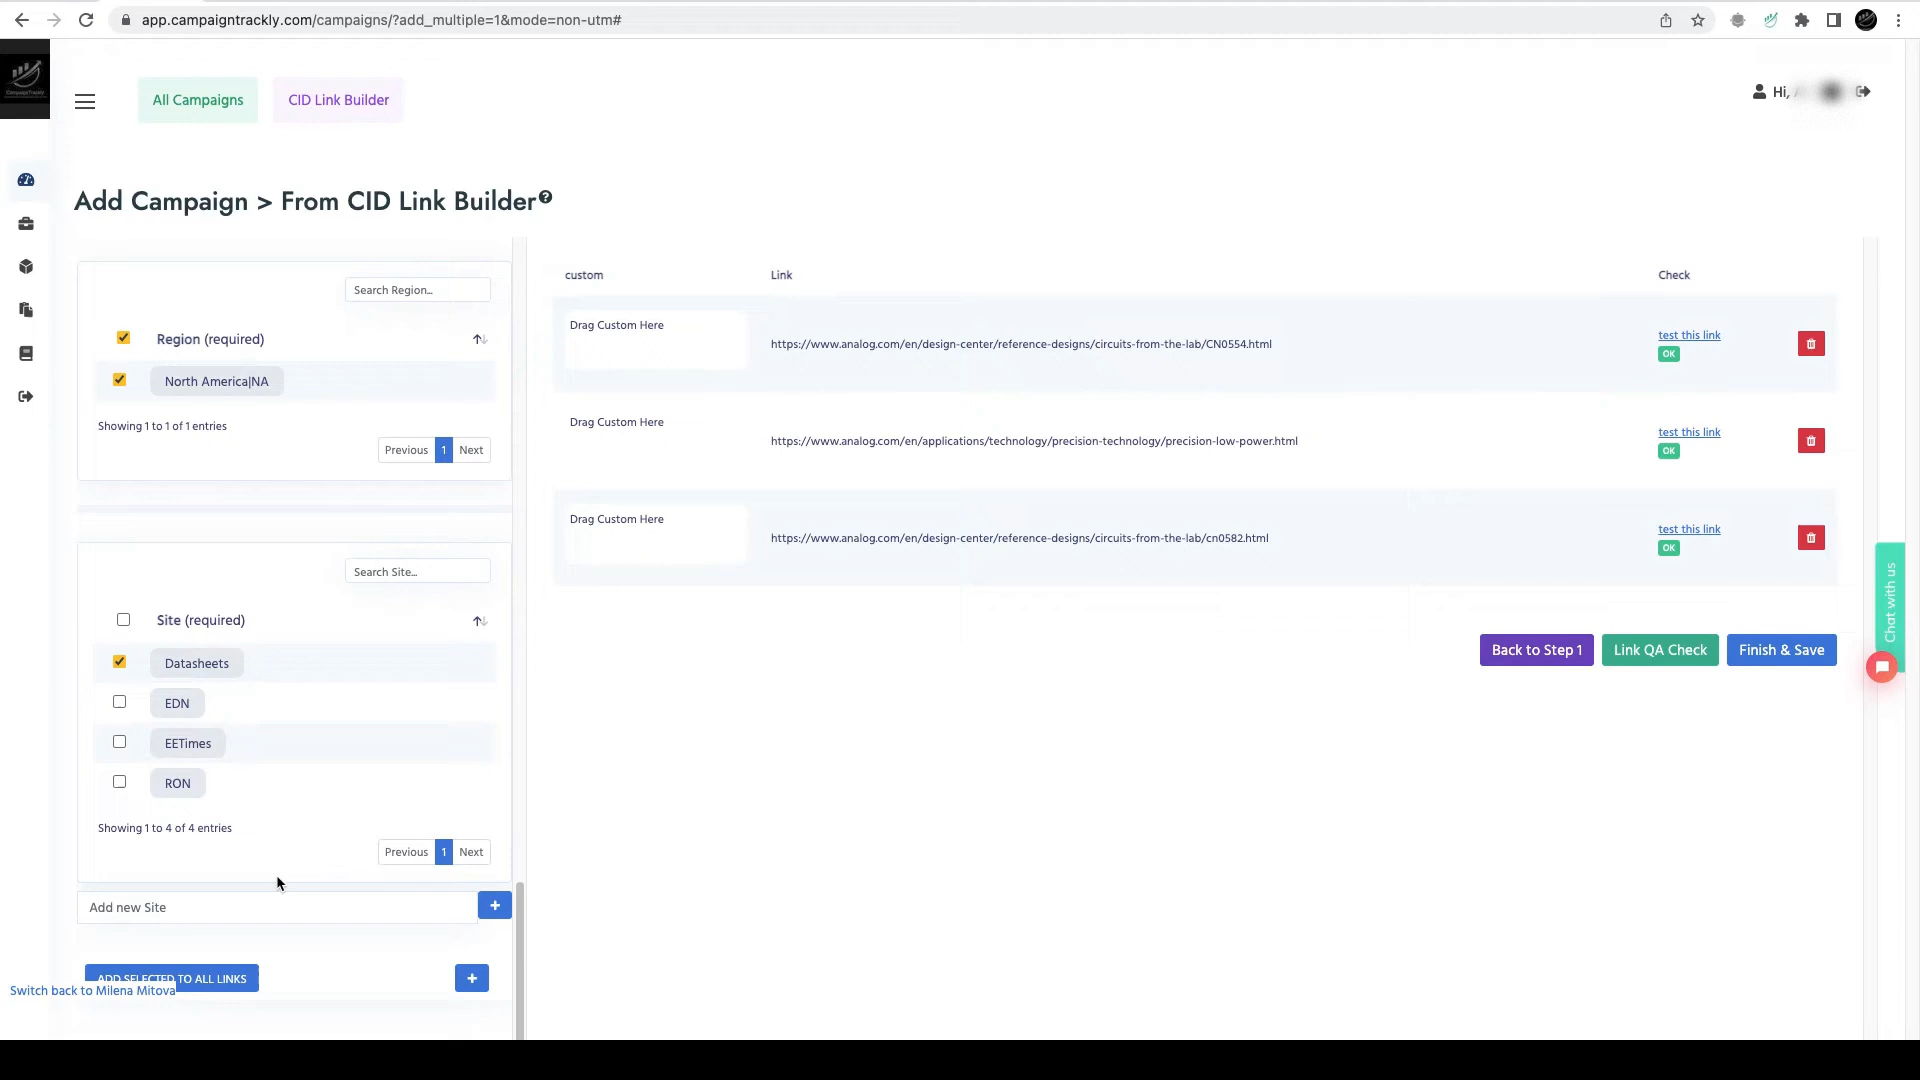 app.campaigntrackly.com/campaigns/?add_multiple=1&mode=non-utm#
CampaignTrackly
All Campaigns
CID Link Builder
Hi,
Add Campaign > From CID Link Builder
Search Region...
Region (required)
North America|NA
Showing 1 to 1 of 1 entries
Previous 1 Next
Search Site...
Site (required)
Datasheets
EDN
EETimes
RON
Showing 1 to 4 of 4 entries
Previous 1 Next
Add new Site
ADD SELECTED TO ALL LINKS
Switch back to Milena Mitova
custom Link Check
Drag Custom Here
https://www.analog.com/en/design-center/reference-designs/circuits-from-the-lab/CN0554.html
test this link
OK
Drag Custom Here
https://www.analog.com/en/applications/technology/precision-technology/precision-low-power.html
test this link
OK
Drag Custom Here
https://www.analog.com/en/design-center/reference-designs/circuits-from-the-lab/cn0582.html
test this link
OK
Back to Step 1
Link QA Check
Finish & Save
Chat with us